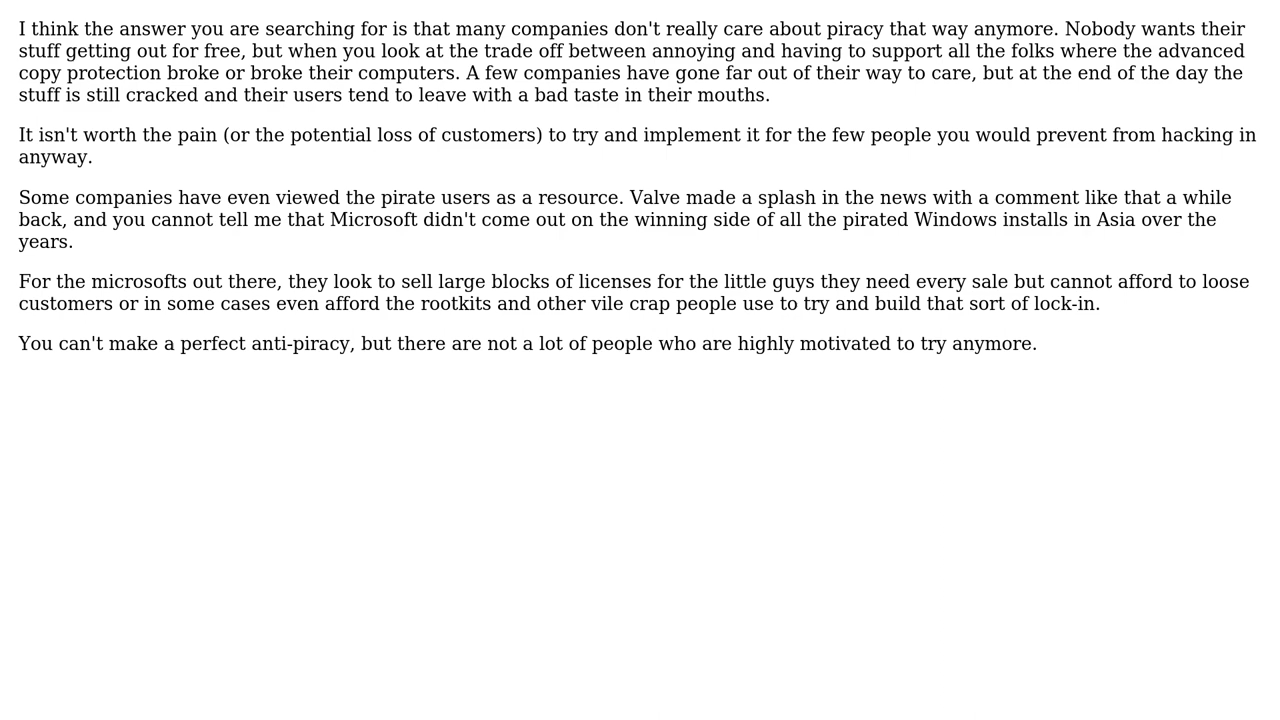 I think the answer you are searching for is that many companies don't really care about piracy that way anymore. Nobody wants their
stuff getting out for free, but when you look at the trade off between annoying and having to support all the folks where the advanced
copy protection broke or broke their computers. A few companies have gone far out of their way to care, but at the end of the day the
stuff is still cracked and their users tend to leave with a bad taste in their mouths.
It isn't worth the pain (or the potential loss of customers) to try and implement it for the few people you would prevent from hacking in
anyway.
Some companies have even viewed the pirate users as a resource. Valve made a splash in the news with a comment like that a while
back, and you cannot tell me that Microsoft didn't come out on the winning side of all the pirated Windows installs in Asia over the
years.
For the microsofts out there, they look to sell large blocks of licenses for the little guys they need every sale but cannot afford to loose
customers or in some cases even afford the rootkits and other vile crap people use to try and build that sort of lock-in.
You can't make a perfect anti-piracy, but there are not a lot of people who are highly motivated to try anymore.